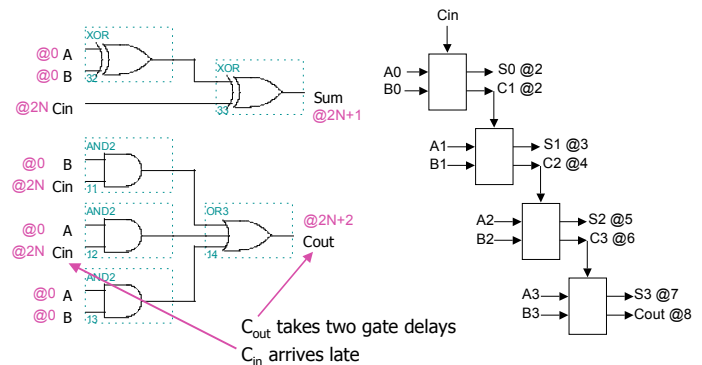 XOR
@0 A
@0 B
32
XOR
@2N Cin
33
Sum
@2N+1
AND2
@0 B
@2N Cin
11
AND2
@0 A
@2N Cin
12
OR3
14
@2N+2
Cout
AND2
@0 A
@0 B
13
Cout takes two gate delays
Cin arrives late
Cin
A0
B0
S0 @2
C1 @2
A1
B1
S1 @3
C2 @4
A2
B2
S2 @5
C3 @6
A3
B3
S3 @7
Cout @8